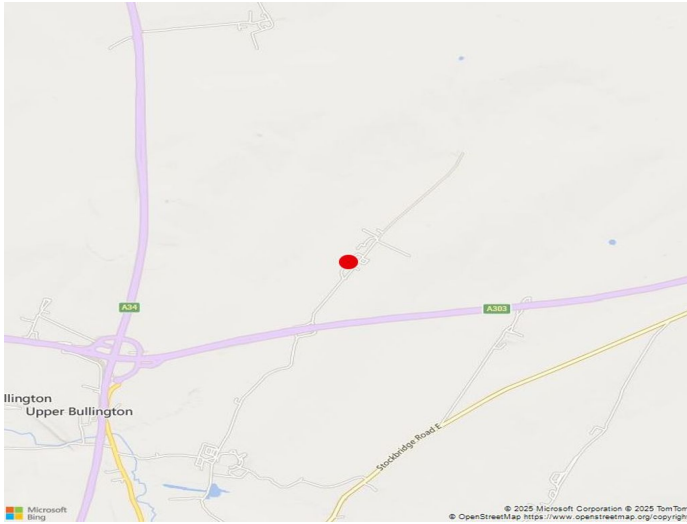 A34
A303
llington
Upper Bullington
Stockbridge Road E
Microsoft
Bing
© 2025 Microsoft Corporation © 2025 TomTom
© OpenStreetMap https://www.openstreetmap.org/copyright